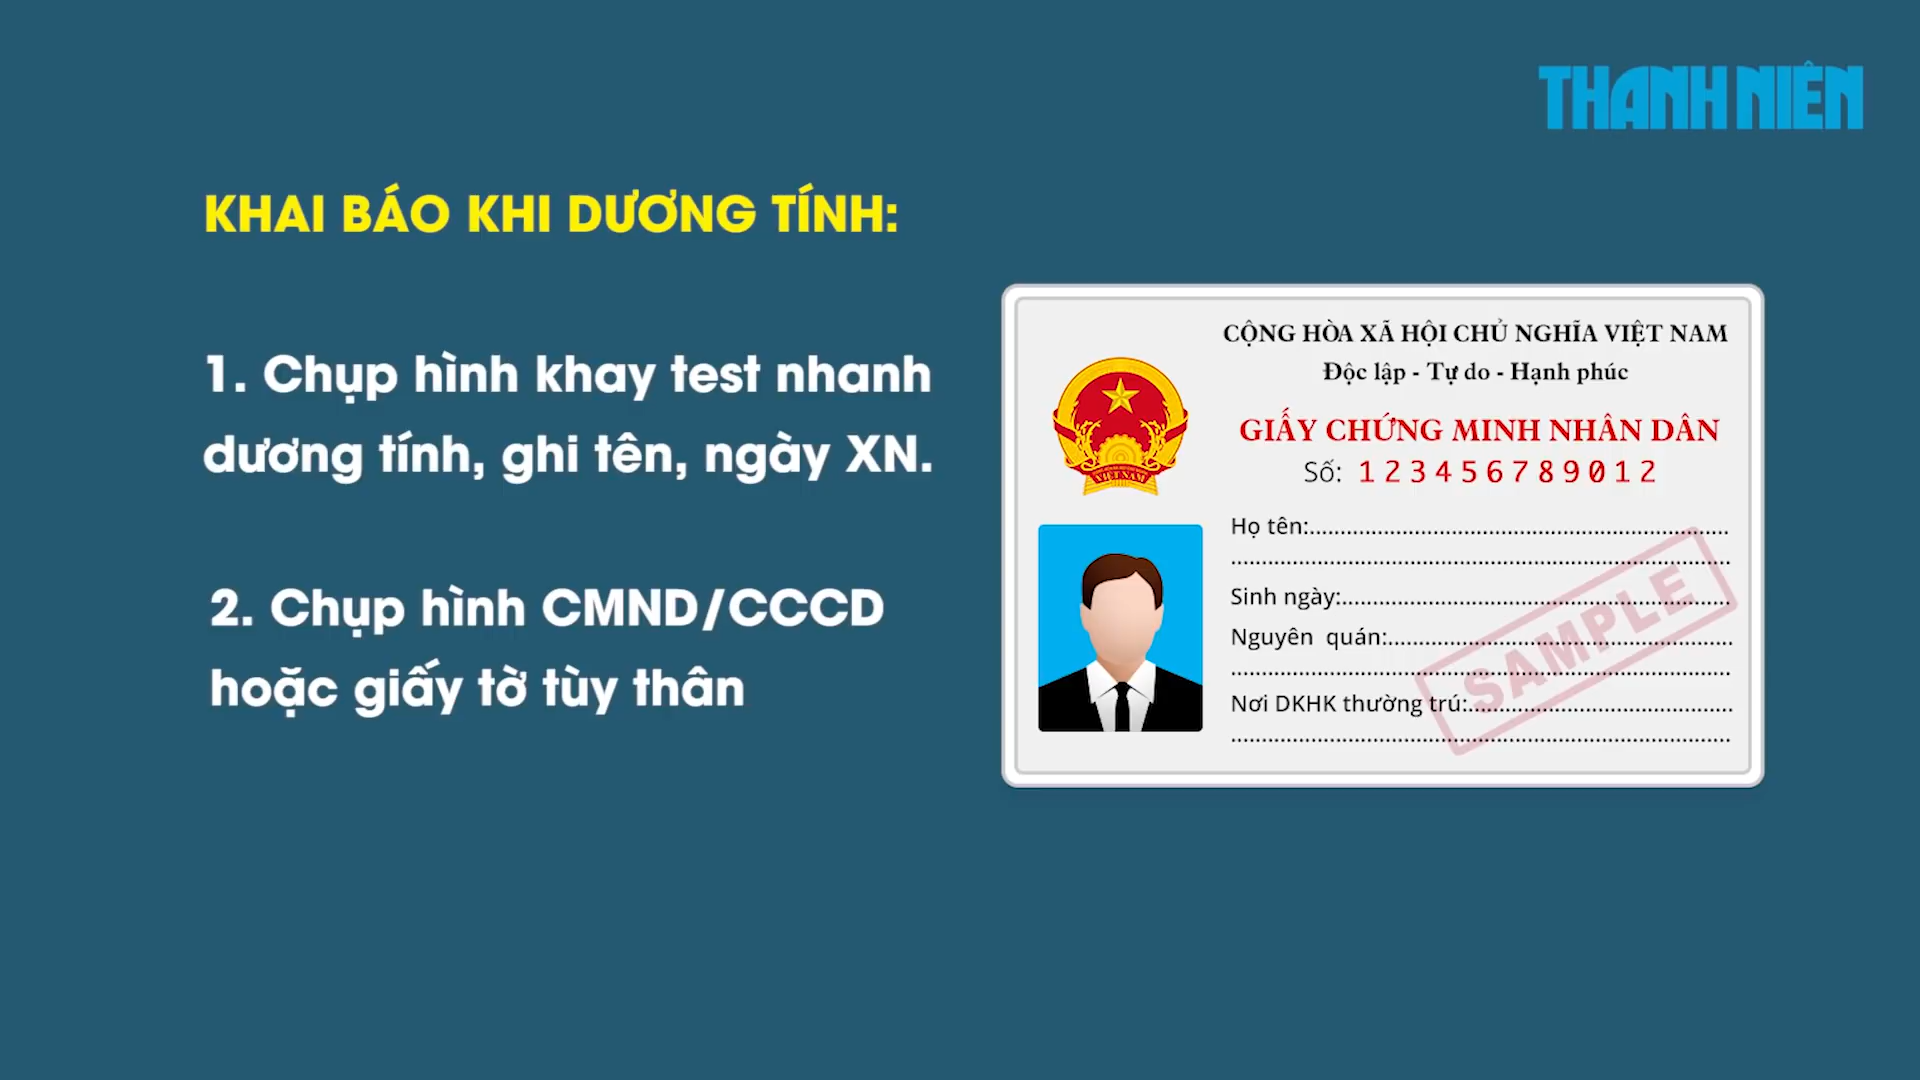 THANH NIÊN
KHAI BÁO KHI DƯƠNG TÍNH:
1. Chụp hình khay test nhanh
dương tính, ghi tên, ngày XN.
2. Chụp hình CMND/CCCD
hoặc giấy tờ tùy thân
CỘNG HÒA XÃ HỘI CHỦ NGHĨA VIỆT NAM
Độc lập - Tự do - Hạnh phúc
GIẤY CHỨNG MINH NHÂN DÂN
Số: 123456789012
VIỆT NAM
Họ tên:
Sinh ngày:
Nguyên quán:
Nơi DKHK thường trú:
SAMPLE